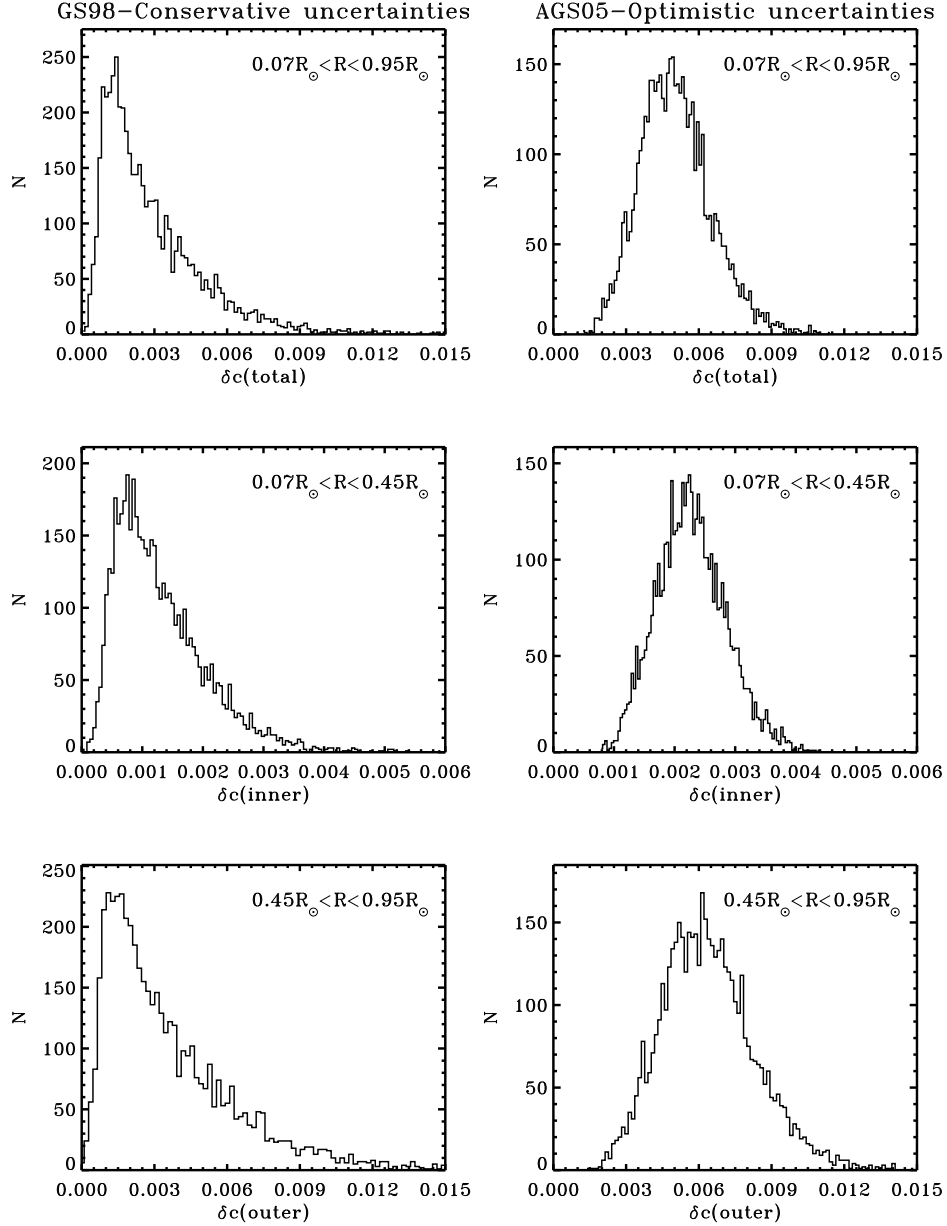 GS98−Conservative uncertainties
AGS05−Optimistic uncertainties
0.07R☉<R<0.95R☉
250
200
150
100
50
0
N
0.000 0.003 0.006 0.009 0.012 0.015
δc(total)
0.07R☉<R<0.95R☉
150
100
50
0
N
0.000 0.003 0.006 0.009 0.012 0.015
δc(total)
0.07R☉<R<0.45R☉
200
150
100
50
0
N
0.000 0.001 0.002 0.003 0.004 0.005 0.006
δc(inner)
0.07R☉<R<0.45R☉
150
100
50
0
N
0.000 0.001 0.002 0.003 0.004 0.005 0.006
δc(inner)
0.45R☉<R<0.95R☉
250
200
150
100
50
0
N
0.000 0.003 0.006 0.009 0.012 0.015
δc(outer)
0.45R☉<R<0.95R☉
150
100
50
0
N
0.000 0.003 0.006 0.009 0.012 0.015
δc(outer)